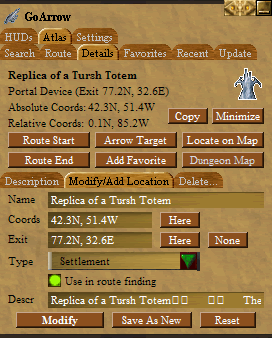 GoArrow
HUDs Atlas Settings
Search Route Details Favorites Recent Update
Replica of a Tursh Totem
Portal Device (Exit 77.2N, 32.6E)
Absolute Coords: 42.3N, 51.4W
Relative Coords: 0.1N, 85.2W
Copy Minimize
Route Start Arrow Target Locate on Map
Route End Add Favorite Dungeon Map
Description Modify/Add Location Delete...
Name Replica of a Tursh Totem
Coords 42.3N, 51.4W Here
Exit 77.2N, 32.6E Here None
Type Settlement
Use in route finding
Descr Replica of a Tursh Totem□□ □□ The
Modify Save As New Reset